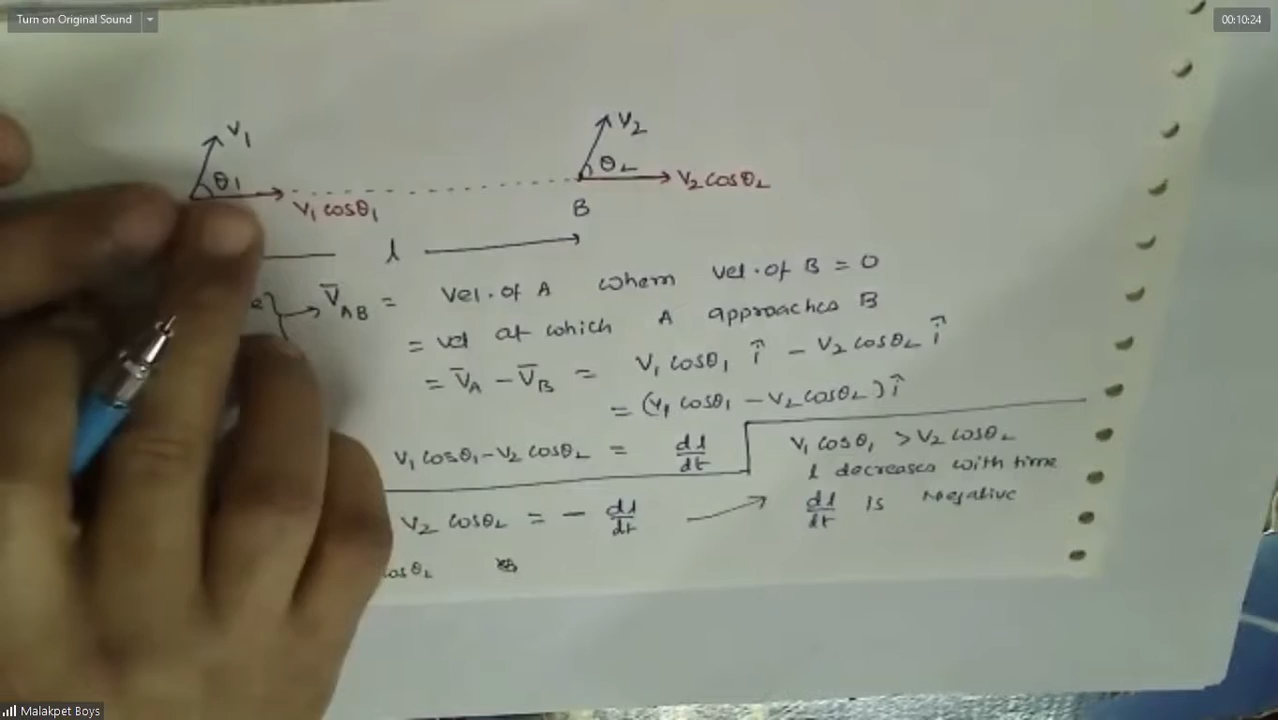 Turn on Original Sound
00:10:24
V₁ V₂
θ₁ θ₂
V₁ cosθ₁ V₂ cosθ₂
B
l
V̄AB = Vel. of A when Vel. of B = 0
= vel at which A approaches B
= V̄A − V̄B = V₁ cosθ₁ î − V₂ cosθ₂ î
= (V₁ cosθ₁ − V₂ cosθ₂) î
V₁ cosθ₁ − V₂ cosθ₂ = dl/dt
V₁ cosθ₁ > V₂ cosθ₂
l decreases with time
V₂ cosθ₂ = − dl/dt
dl/dt is Negative
cosθ₂
Malakpet Boys